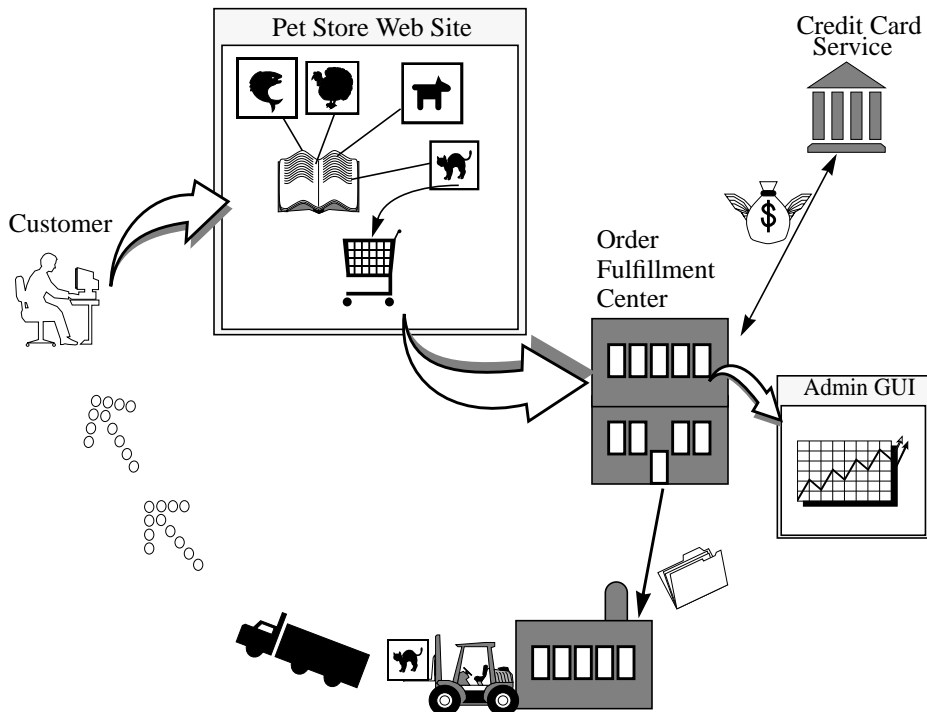 Pet Store Web Site
Credit Card
Service
Customer
$
Order
Fulfillment
Center
Admin GUI